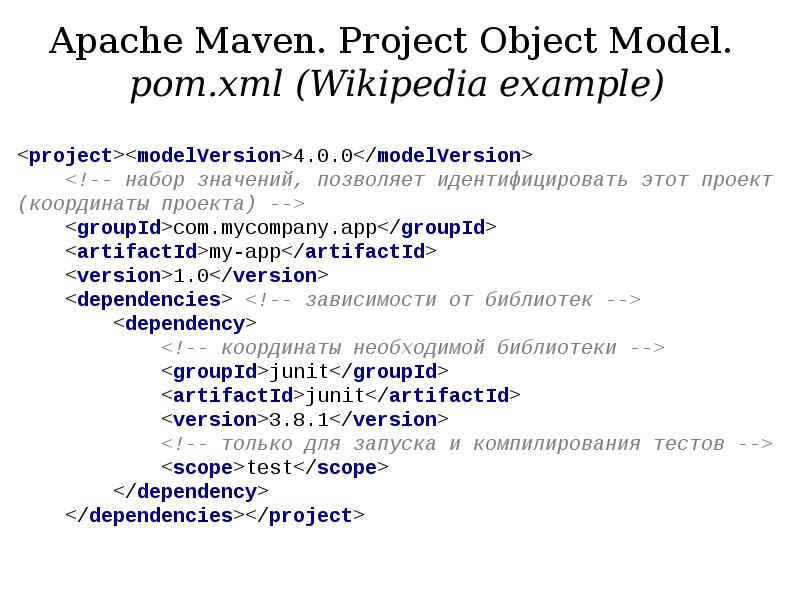 Apache Maven. Project Object Model.
pom.xml (Wikipedia example)
<project><modelVersion>4.0.0</modelVersion>
    <!-- набор значений, позволяет идентифицировать этот проект
(координаты проекта) -->
    <groupId>com.mycompany.app</groupId>
    <artifactId>my-app</artifactId>
    <version>1.0</version>
    <dependencies> <!-- зависимости от библиотек -->
        <dependency>
            <!-- координаты необходимой библиотеки -->
            <groupId>junit</groupId>
            <artifactId>junit</artifactId>
            <version>3.8.1</version>
            <!-- только для запуска и компилирования тестов -->
            <scope>test</scope>
        </dependency>
    </dependencies></project>